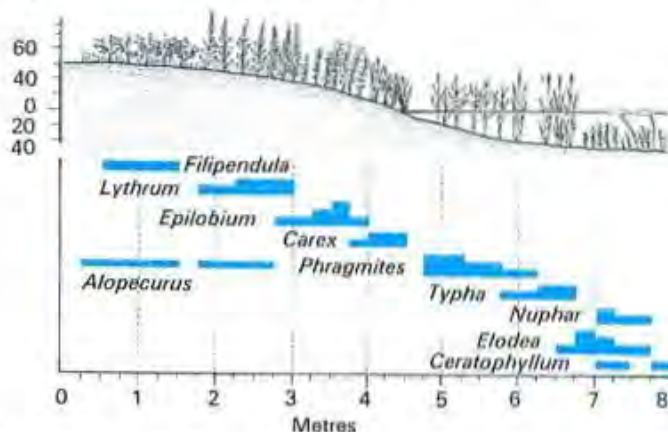 60
40
0
20
40
Filipendula
Lythrum
Epilobium
Carex
Phragmites
Alopecurus
Typha
Nuphar
Elodea
Ceratophyllum
0 1 2 3 4 5 6 7 8
Metres